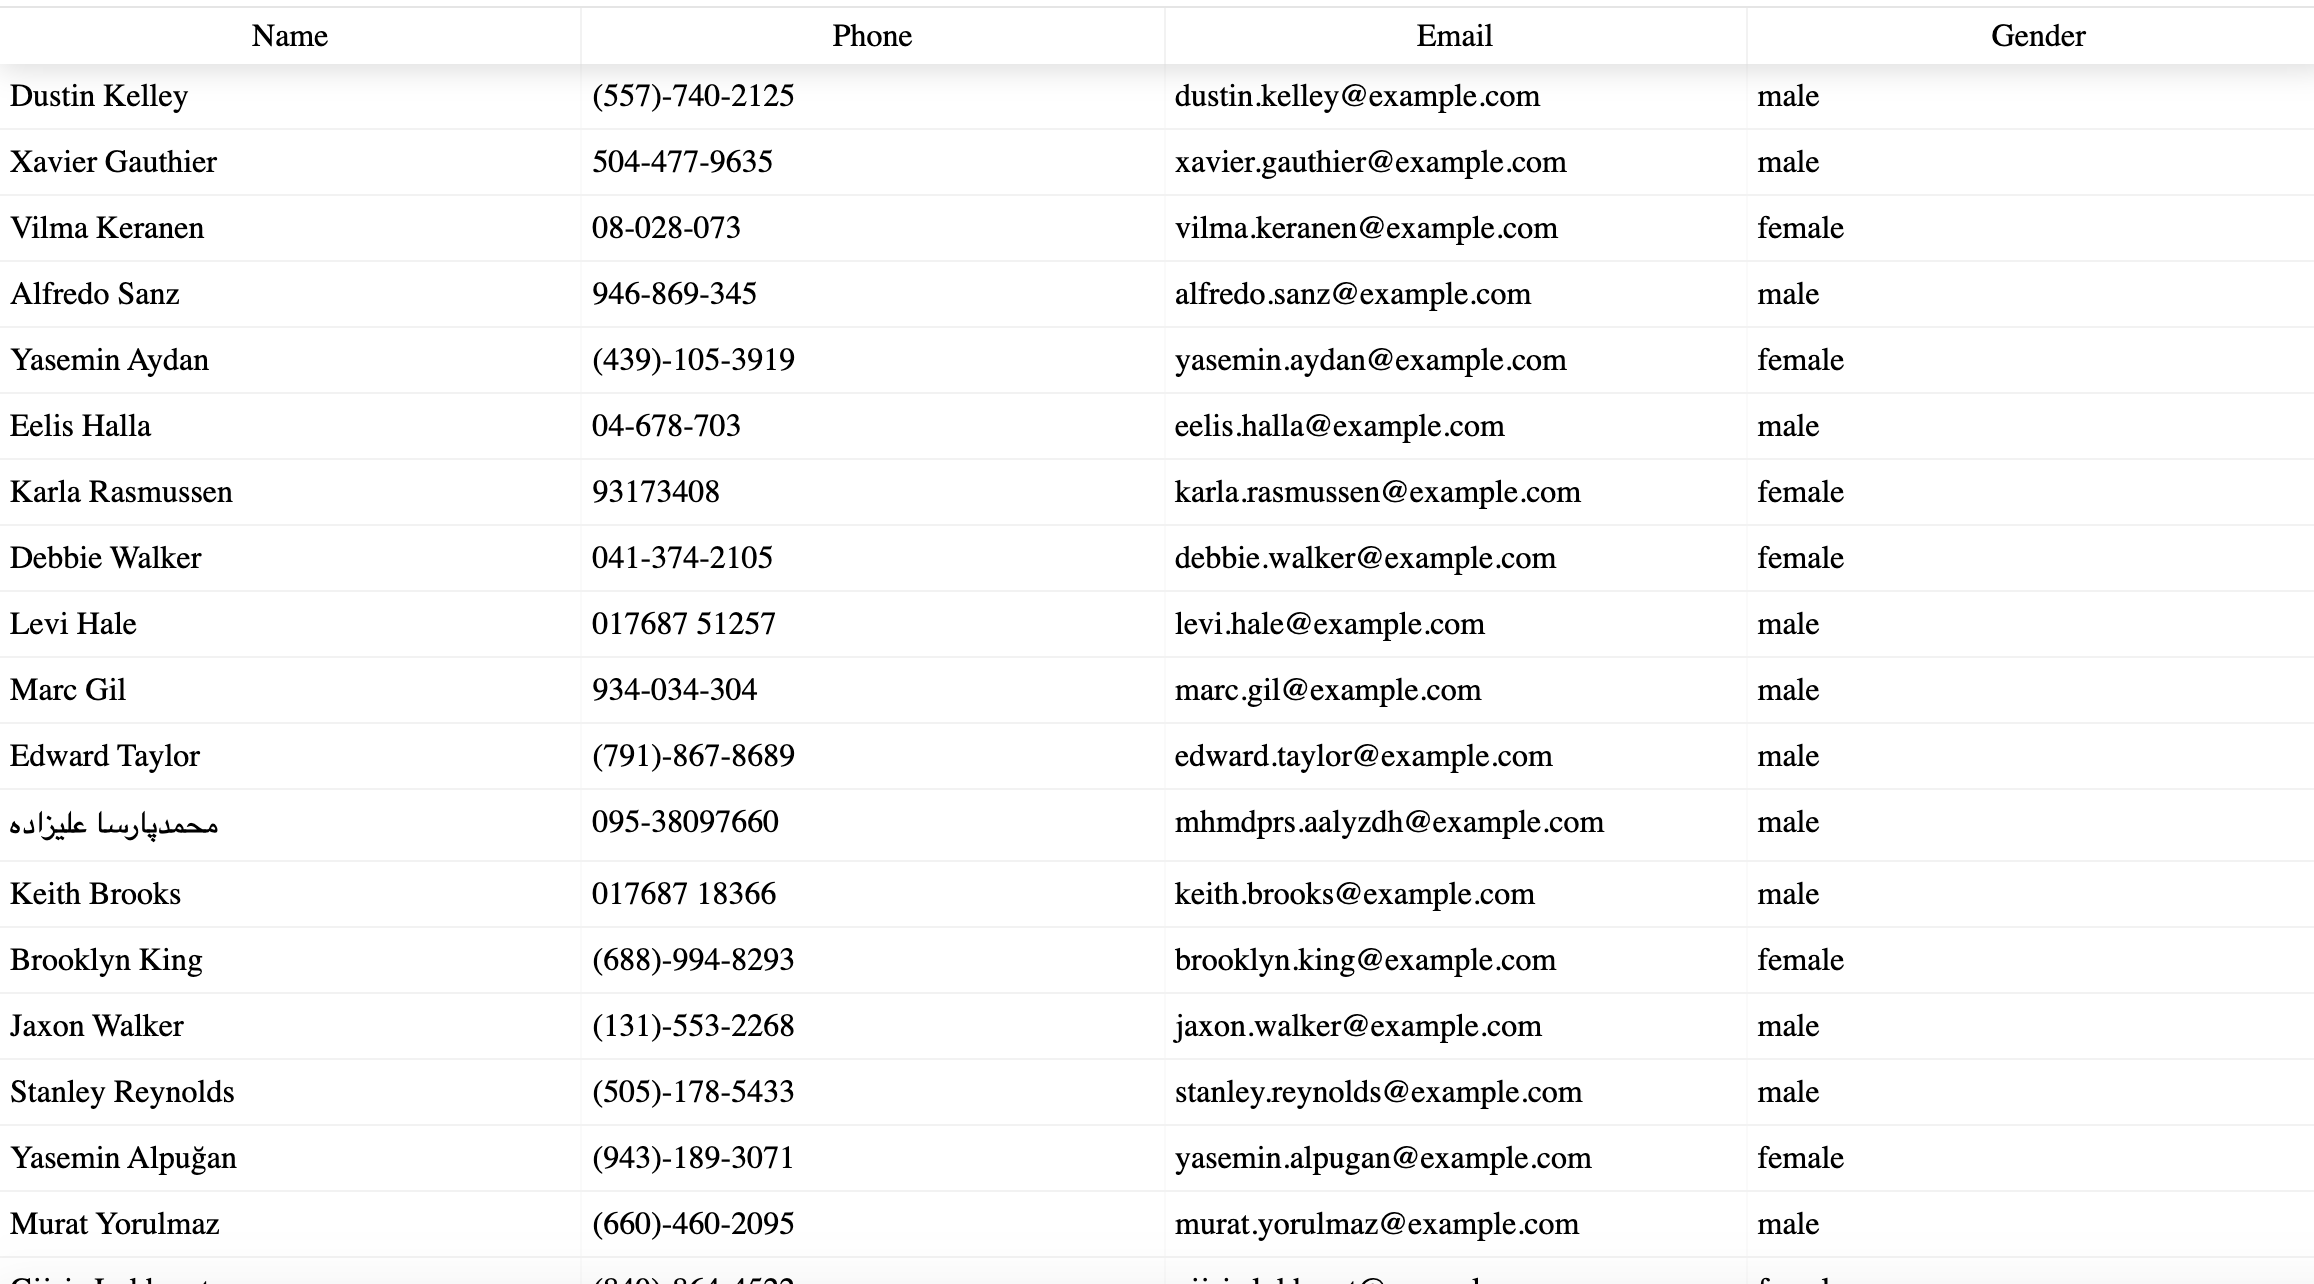 Name Phone Email Gender
Dustin Kelley (557)-740-2125 dustin.kelley@example.com male
Xavier Gauthier 504-477-9635 xavier.gauthier@example.com male
Vilma Keranen 08-028-073 vilma.keranen@example.com female
Alfredo Sanz 946-869-345 alfredo.sanz@example.com male
Yasemin Aydan (439)-105-3919 yasemin.aydan@example.com female
Eelis Halla 04-678-703 eelis.halla@example.com male
Karla Rasmussen 93173408 karla.rasmussen@example.com female
Debbie Walker 041-374-2105 debbie.walker@example.com female
Levi Hale 017687 51257 levi.hale@example.com male
Marc Gil 934-034-304 marc.gil@example.com male
Edward Taylor (791)-867-8689 edward.taylor@example.com male
محمدپارسا علیزاده 095-38097660 mhmdprs.aalyzdh@example.com male
Keith Brooks 017687 18366 keith.brooks@example.com male
Brooklyn King (688)-994-8293 brooklyn.king@example.com female
Jaxon Walker (131)-553-2268 jaxon.walker@example.com male
Stanley Reynolds (505)-178-5433 stanley.reynolds@example.com male
Yasemin Alpuğan (943)-189-3071 yasemin.alpugan@example.com female
Murat Yorulmaz (660)-460-2095 murat.yorulmaz@example.com male